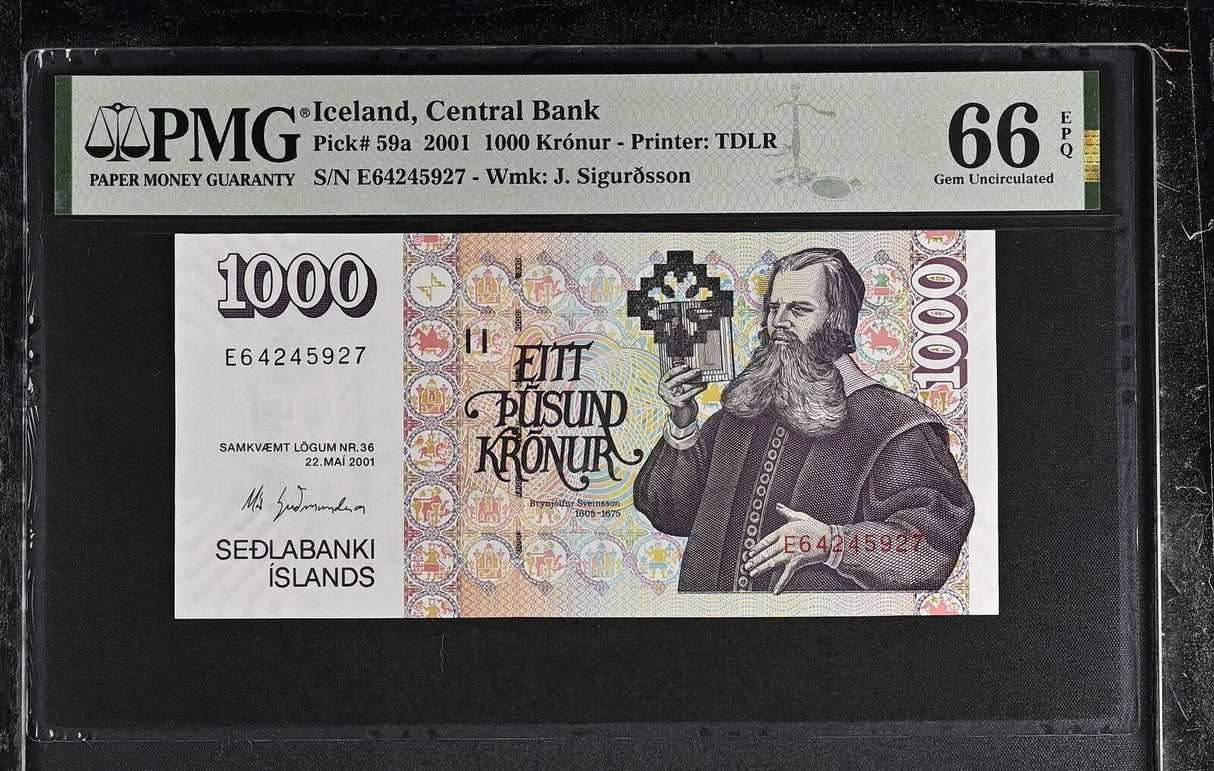 PMG®
PAPER MONEY GUARANTY
Iceland, Central Bank
Pick# 59a 2001 1000 Krónur - Printer: TDLR
S/N E64245927 - Wmk: J. Sigurðsson
66
EPQ
Gem Uncirculated
1000
E64245927
SAMKVÆMT LÖGUM NR.36
22.MAÍ 2001
SEÐLABANKI
ÍSLANDS
EITT
ÞÚSUND
KRÓNUR
Brynjólfur Sveinsson
1605-1675
E64245927
1000